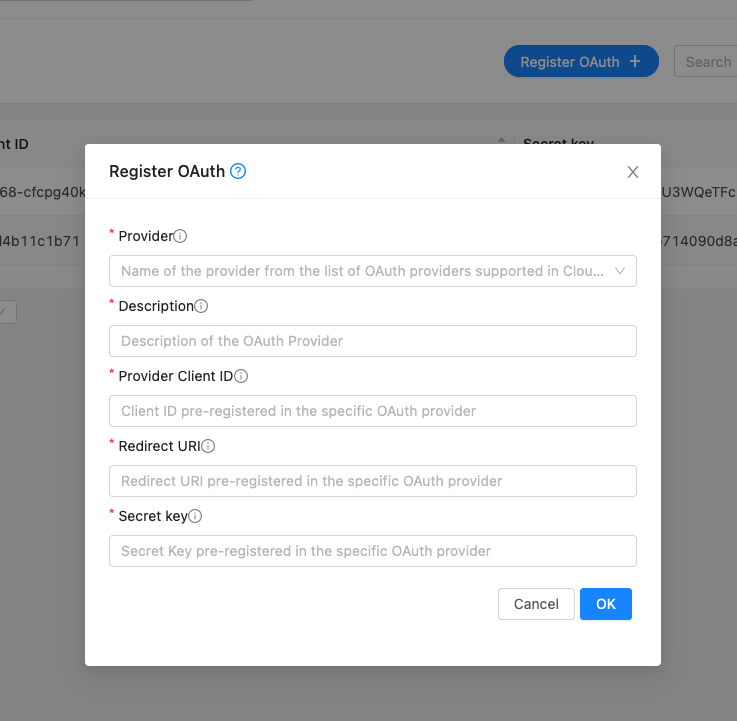 Register OAuth +
Search
nt ID
Secret key
68-cfcpg40k
U3WQeTFc
4b11c1b71
714090d8a
Register OAuth
* Provider
Name of the provider from the list of OAuth providers supported in Clou...
* Description
Description of the OAuth Provider
* Provider Client ID
Client ID pre-registered in the specific OAuth provider
* Redirect URI
Redirect URI pre-registered in the specific OAuth provider
* Secret key
Secret Key pre-registered in the specific OAuth provider
Cancel
OK